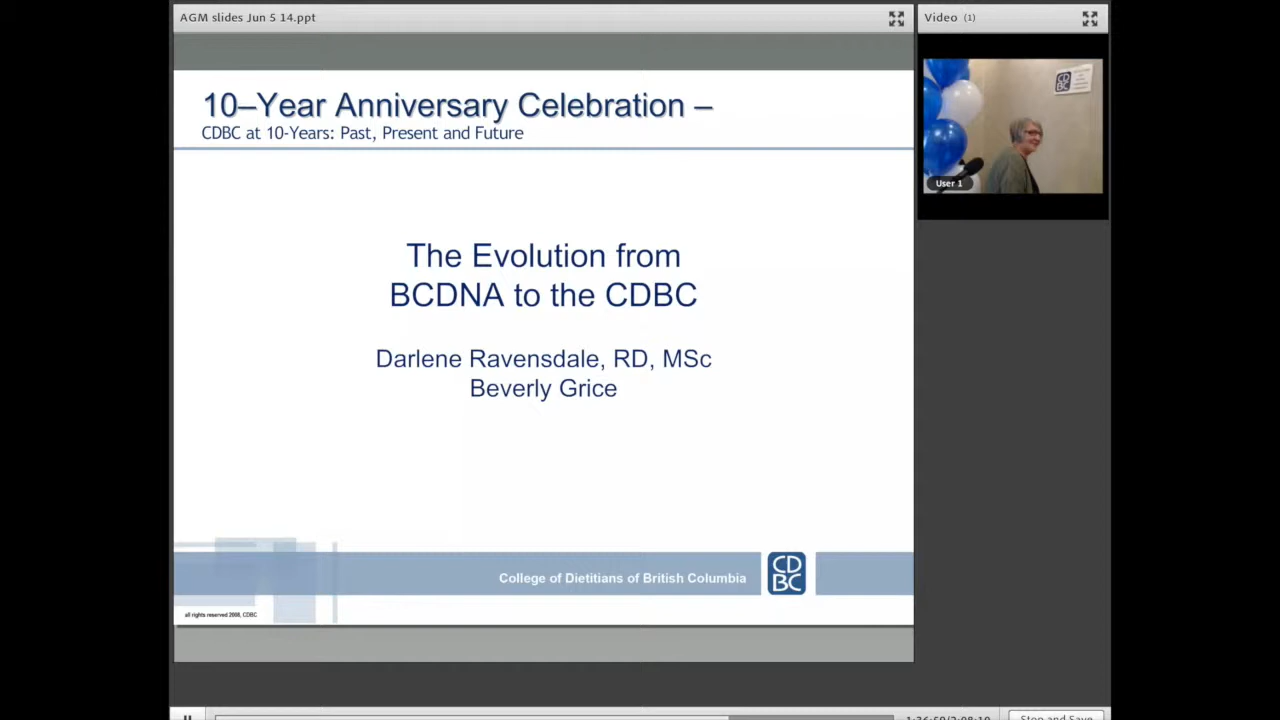 AGM slides Jun 5 14.ppt
Video (1)
10–Year Anniversary Celebration –
CDBC at 10-Years: Past, Present and Future
User 1
The Evolution from
BCDNA to the CDBC
Darlene Ravensdale, RD, MSc
Beverly Grice
College of Dietitians of British Columbia
CD
BC
all rights reserved 2008, CDBC
Stop and Save